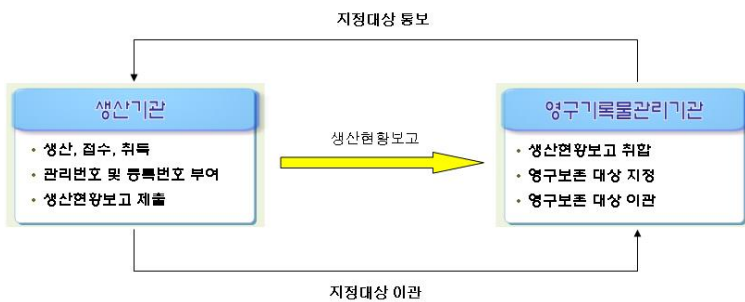 지정대상 통보
생산기관
• 생산, 접수, 취득
• 관리번호 및 등록번호 부여
• 생산현황보고 제출
생산현황보고
영구기록물관리기관
• 생산현황보고 취합
• 영구보존 대상 지정
• 영구보존 대상 이관
지정대상 이관